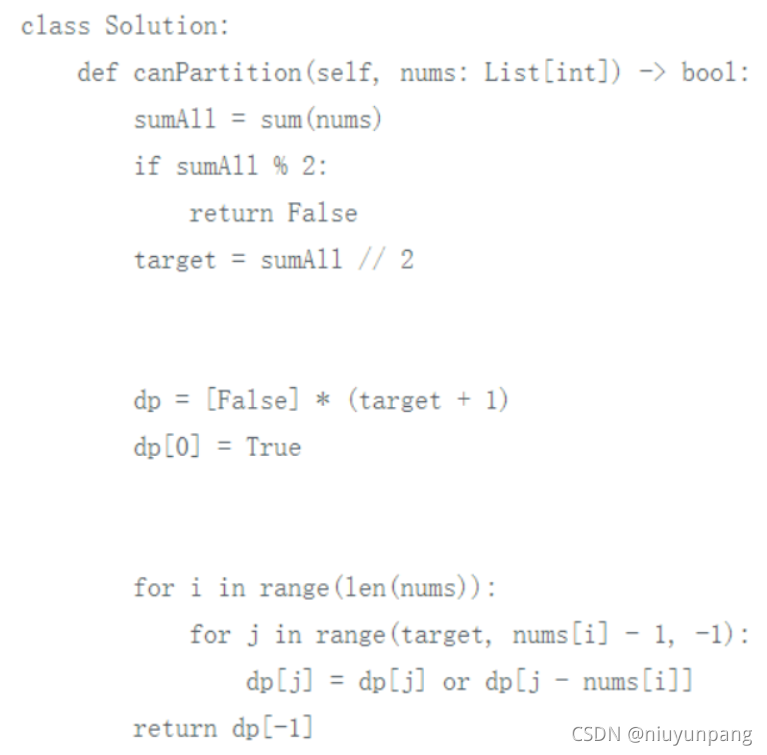 class Solution:
    def canPartition(self, nums: List[int]) -> bool:
        sumAll = sum(nums)
        if sumAll % 2:
            return False
        target = sumAll // 2
        dp = [False] * (target + 1)
        dp[0] = True
        for i in range(len(nums)):
            for j in range(target, nums[i] - 1, -1):
                dp[j] = dp[j] or dp[j - nums[i]]
        return dp[-1]
CSDN @niuyunpang